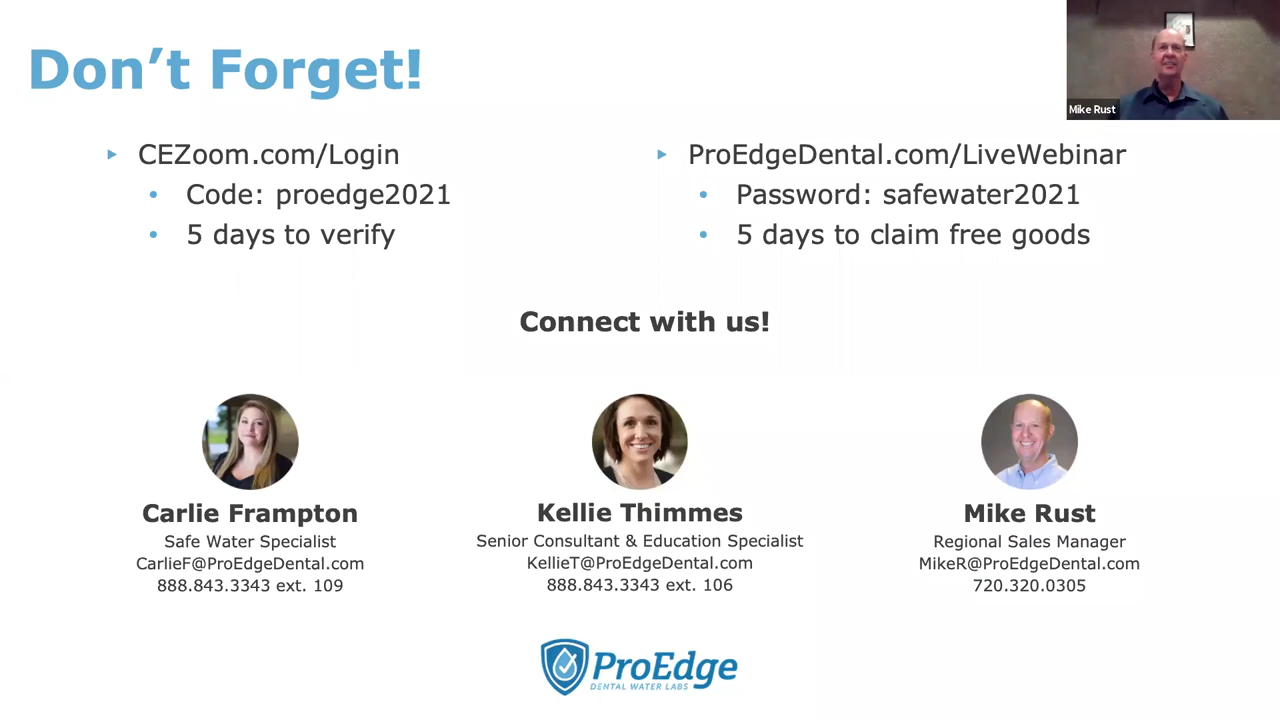 Don't Forget!
Mike Rust
CEZoom.com/Login
Code: proedge2021
5 days to verify
ProEdgeDental.com/LiveWebinar
Password: safewater2021
5 days to claim free goods
Connect with us!
Carlie Frampton
Safe Water Specialist
CarlieF@ProEdgeDental.com
888.843.3343 ext. 109
Kellie Thimmes
Senior Consultant & Education Specialist
KellieT@ProEdgeDental.com
888.843.3343 ext. 106
Mike Rust
Regional Sales Manager
MikeR@ProEdgeDental.com
720.320.0305
ProEdge
DENTAL WATER LABS